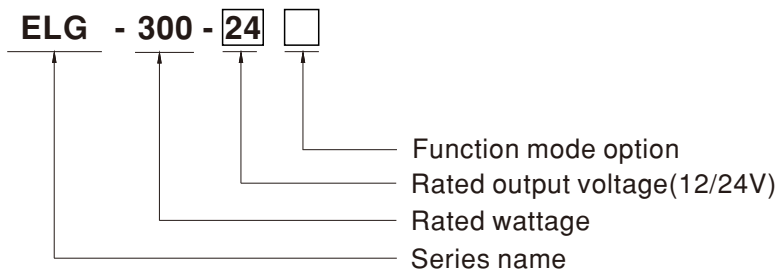 ELG - 300 - 24
Function mode option
Rated output voltage(12/24V)
Rated wattage
Series name